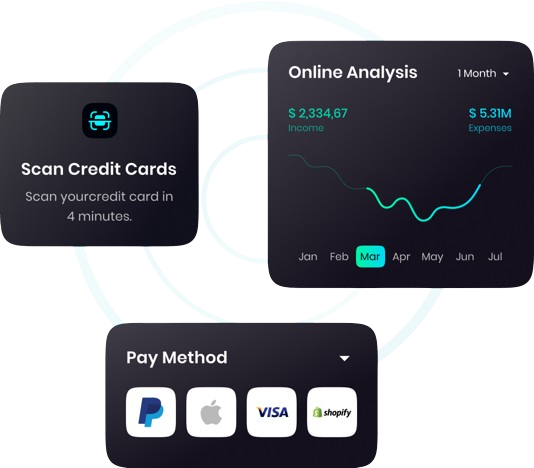 Online Analysis
1 Month
$ 2,334,67
$ 5.31M
Income
Expenses
Jan Feb Mar Apr May Jun Jul
Scan Credit Cards
Scan yourcredit card in
4 minutes.
Pay Method
VISA
shopify